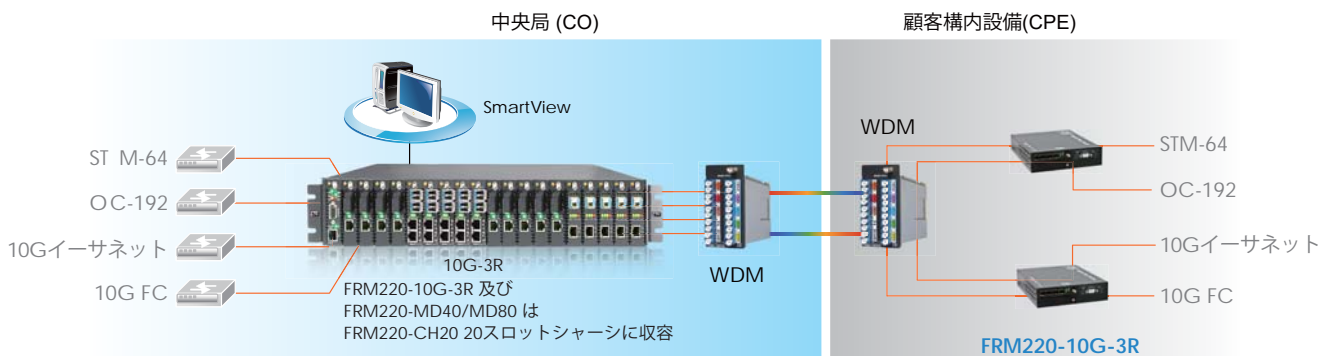 中央局 (CO)
顧客構内設備(CPE)
SmartView
WDM
ST M-64
OC-192
10Gイーサネット
10G FC
STM-64
OC-192
10Gイーサネット
10G FC
WDM
10G-3R
FRM220-10G-3R 及び
FRM220-MD40/MD80 は
FRM220-CH20 20スロットシャーシに収容
FRM220-10G-3R